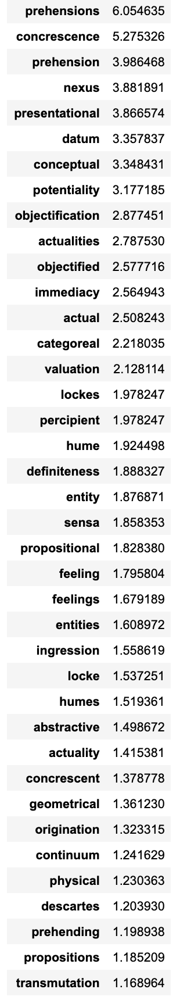 prehensions 6.054635
concrescence 5.275326
prehension 3.986468
nexus 3.881891
presentational 3.866574
datum 3.357837
conceptual 3.348431
potentiality 3.177185
objectification 2.877451
actualities 2.787530
objectified 2.577716
immediacy 2.564943
actual 2.508243
categoreal 2.218035
valuation 2.128114
lockes 1.978247
percipient 1.978247
hume 1.924498
definiteness 1.888327
entity 1.876871
sensa 1.858353
propositional 1.828380
feeling 1.795804
feelings 1.679189
entities 1.608972
ingression 1.558619
locke 1.537251
humes 1.519361
abstractive 1.498672
actuality 1.415381
concrescent 1.378778
geometrical 1.361230
origination 1.323315
continuum 1.241629
physical 1.230363
descartes 1.203930
prehending 1.198938
propositions 1.185209
transmutation 1.168964